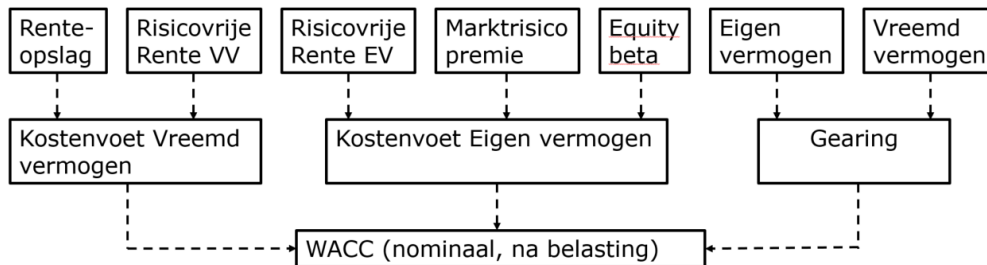 Rente-
opslag
Risicovrije
Rente VV
Risicovrije
Rente EV
Marktrisico
premie
Equity
beta
Eigen
vermogen
Vreemd
vermogen
Kostenvoet Vreemd
vermogen
Kostenvoet Eigen vermogen
Gearing
WACC (nominaal, na belasting)